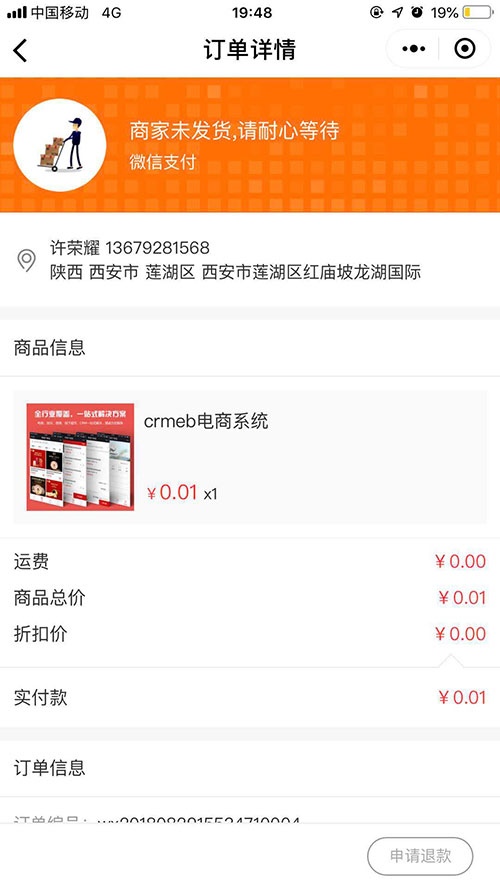 中国移动 4G 19:48 19%
订单详情
商家未发货,请耐心等待
微信支付
许荣耀 13679281568
陕西 西安市 莲湖区 西安市莲湖区红庙坡龙湖国际
商品信息
全行业覆盖，一站式解决方案
crmeb电商系统
￥0.01 x1
运费 ￥0.00
商品总价 ￥0.01
折扣价 ￥0.00
实付款 ￥0.01
订单信息
订单编号：wx2018082915534710004
申请退款